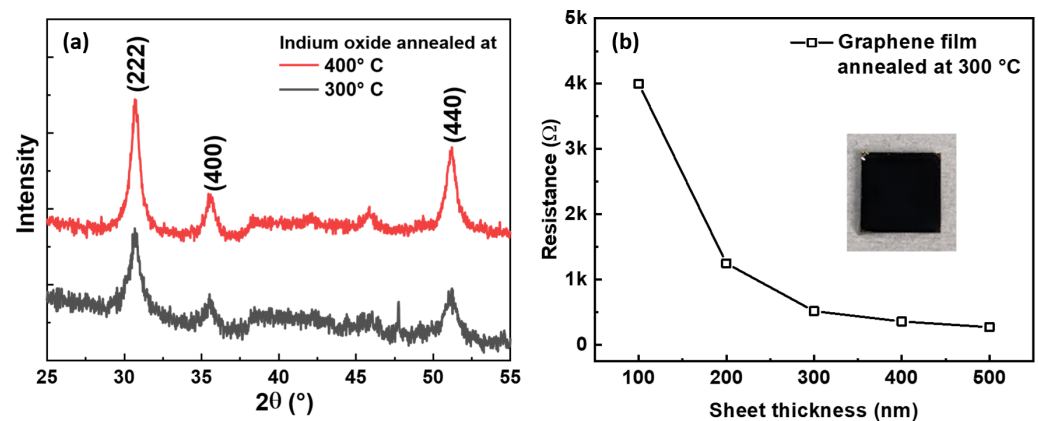 (a)
Indium oxide annealed at
400° C
300° C
(222)
(400)
(440)
Intensity
25 30 35 40 45 50 55
2θ (°)
(b)
Graphene film
annealed at 300 °C
5k
4k
3k
2k
1k
0
Resistance (Ω)
100 200 300 400 500
Sheet thickness (nm)